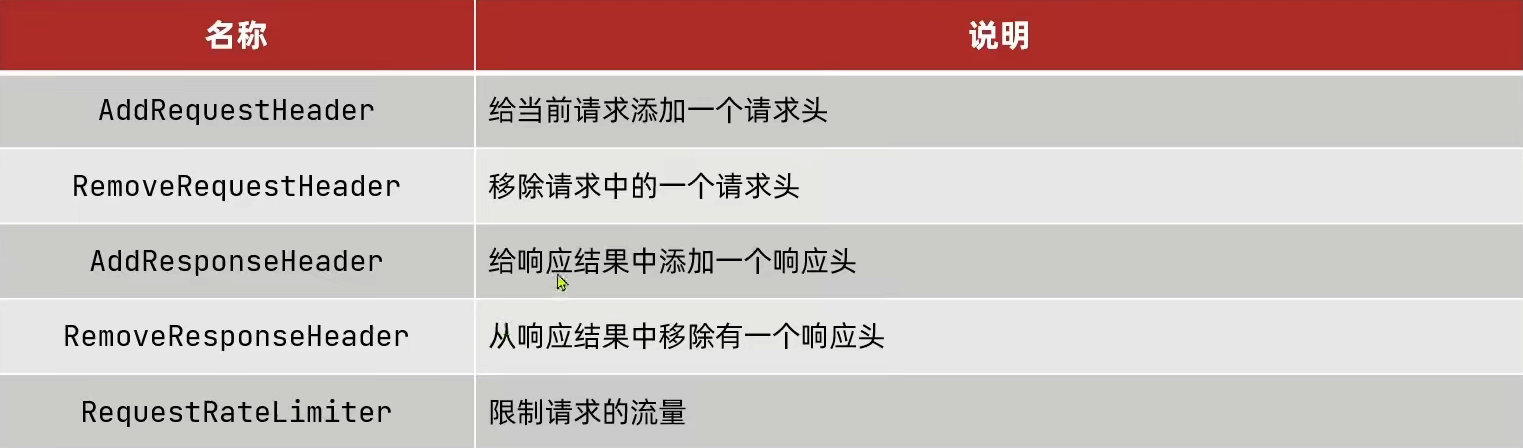 名称 说明
AddRequestHeader 给当前请求添加一个请求头
RemoveRequestHeader 移除请求中的一个请求头
AddResponseHeader 给响应结果中添加一个响应头
RemoveResponseHeader 从响应结果中移除有一个响应头
RequestRateLimiter 限制请求的流量